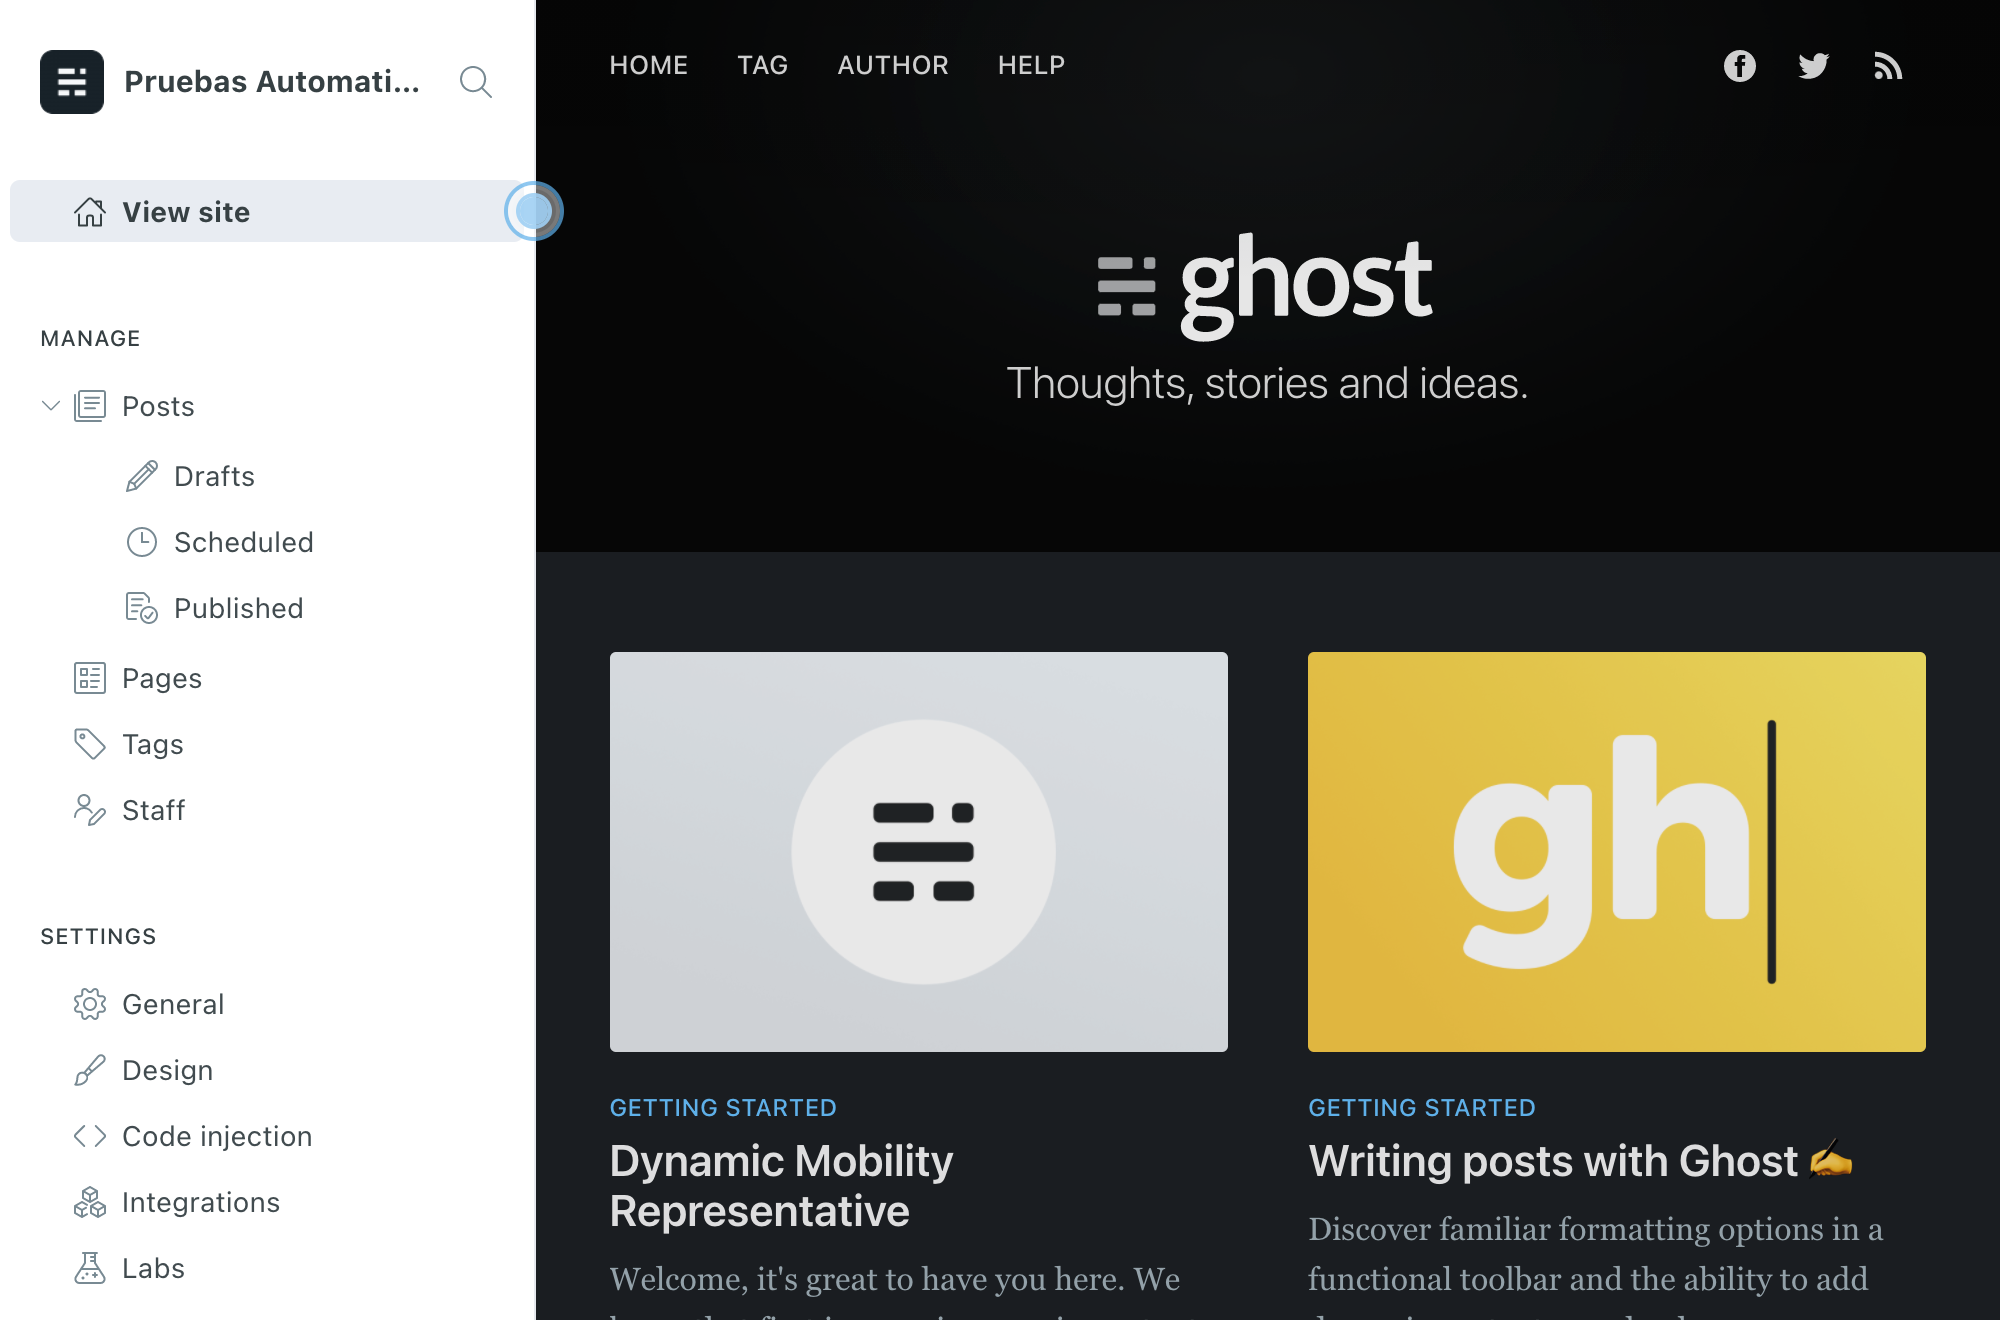 Pruebas Automati...
View site
MANAGE
Posts
Drafts
Scheduled
Published
Pages
Tags
Staff
SETTINGS
General
Design
Code injection
Integrations
Labs
HOME TAG AUTHOR HELP
ghost
Thoughts, stories and ideas.
GETTING STARTED
Dynamic Mobility
Representative
Welcome, it's great to have you here. We
gh
GETTING STARTED
Writing posts with Ghost ✍️
Discover familiar formatting options in a
functional toolbar and the ability to add